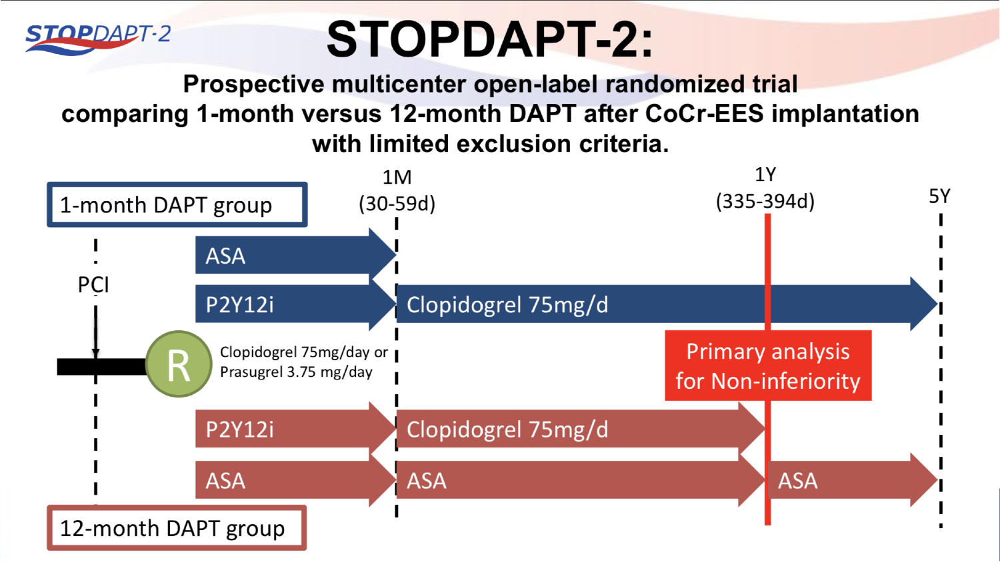 STOPDAPT-2
STOPDAPT-2:
Prospective multicenter open-label randomized trial
comparing 1-month versus 12-month DAPT after CoCr-EES implantation
with limited exclusion criteria.
1M
(30-59d)
1Y
(335-394d)
5Y
1-month DAPT group
ASA
PCI
P2Y12i
Clopidogrel 75mg/d
R
Clopidogrel 75mg/day or
Prasugrel 3.75 mg/day
Primary analysis
for Non-inferiority
P2Y12i
Clopidogrel 75mg/d
ASA
ASA
ASA
12-month DAPT group